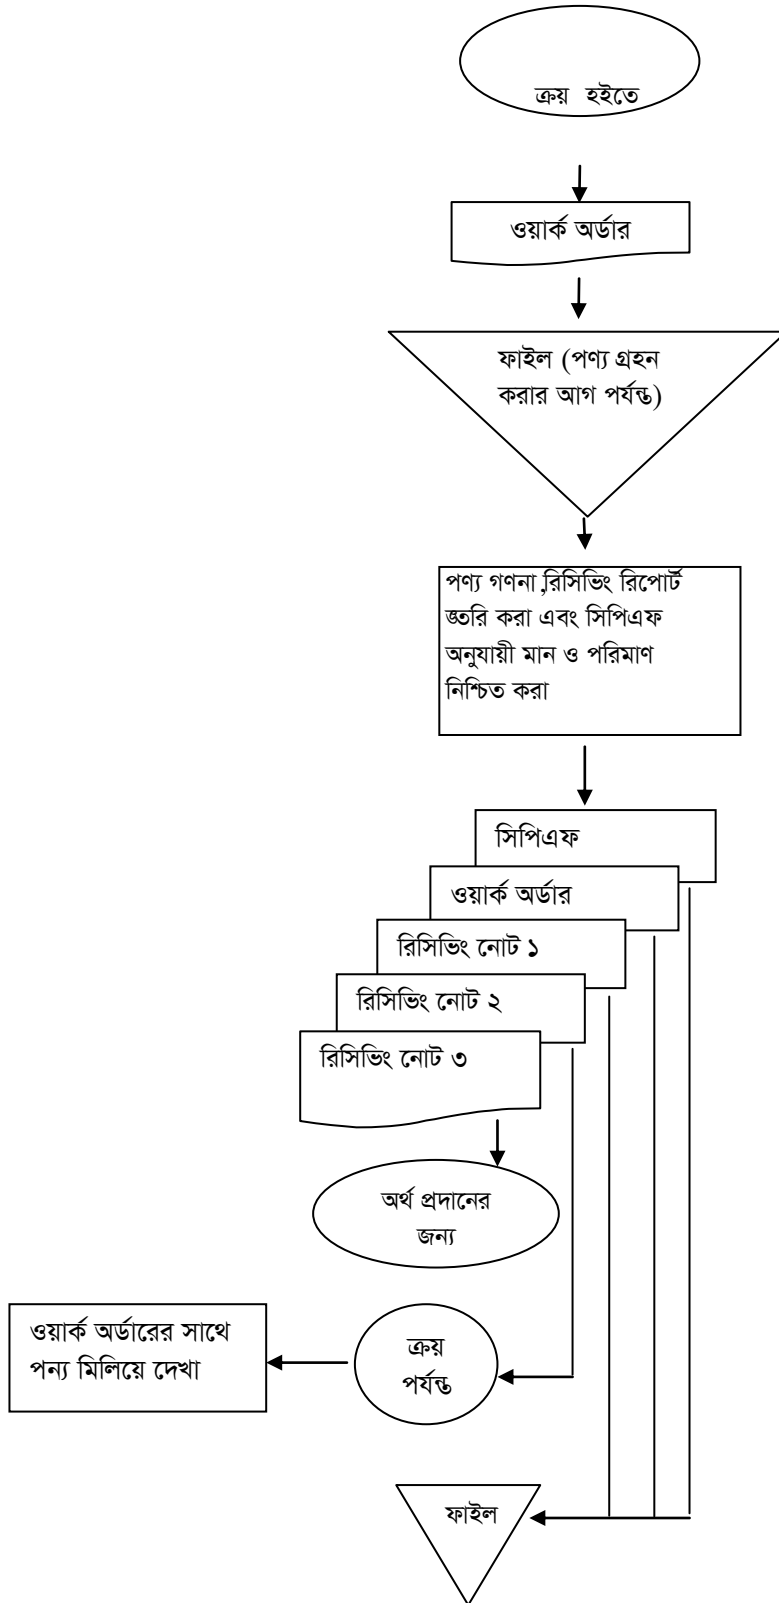 ক্রয় হইতে
ওয়ার্ক অর্ডার
ফাইল (পণ্য গ্রহন
করার আগ পর্যন্ত)
পণ্য গণনা,রিসিভিং রিপোর্ট
ত্তরি করা এবং সিপিএফ
অনুযায়ী মান ও পরিমাণ
নিশ্চিত করা
সিপিএফ
ওয়ার্ক অর্ডার
রিসিভিং নোট ১
রিসিভিং নোট ২
রিসিভিং নোট ৩
অর্থ প্রদানের
জন্য
ওয়ার্ক অর্ডারের সাথে
পন্য মিলিয়ে দেখা
ক্রয়
পর্যন্ত
ফাইল